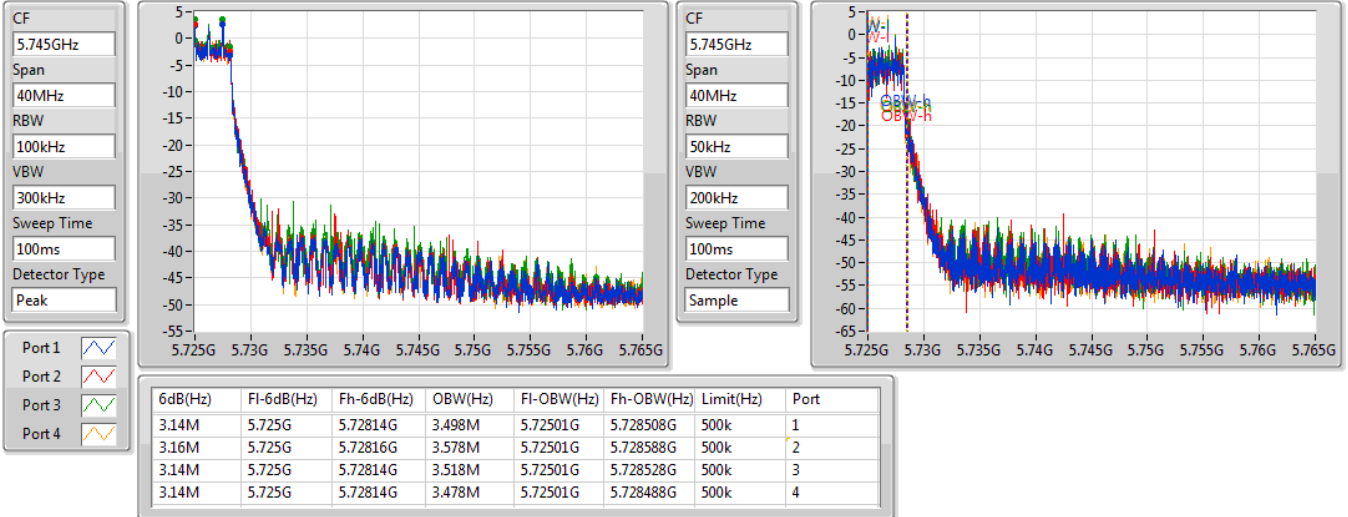 CF
5.745GHz
Span
40MHz
RBW
100kHz
VBW
300kHz
Sweep Time
100ms
Detector Type
Peak
5-
0-
-5-
-10-
-15-
-20-
-25-
-30-
-35-
-40-
-45-
-50-
-55-
5.725G 5.73G 5.735G 5.74G 5.745G 5.75G 5.755G 5.76G 5.765G
CF
5.745GHz
Span
40MHz
RBW
50kHz
VBW
200kHz
Sweep Time
100ms
Detector Type
Sample
5-
0-
-5-
-10-
-15-
-20-
-25-
-30-
-35-
-40-
-45-
-50-
-55-
-60-
-65-
OBW-h
OBW-h
5.725G 5.73G 5.735G 5.74G 5.745G 5.75G 5.755G 5.76G 5.765G
Port 1
Port 2
Port 3
Port 4
6dB(Hz) Fl-6dB(Hz) Fh-6dB(Hz) OBW(Hz) Fl-OBW(Hz) Fh-OBW(Hz) Limit(Hz) Port
3.14M 5.725G 5.72814G 3.498M 5.72501G 5.728508G 500k 1
3.16M 5.725G 5.72816G 3.578M 5.72501G 5.728588G 500k 2
3.14M 5.725G 5.72814G 3.518M 5.72501G 5.728528G 500k 3
3.14M 5.725G 5.72814G 3.478M 5.72501G 5.728488G 500k 4